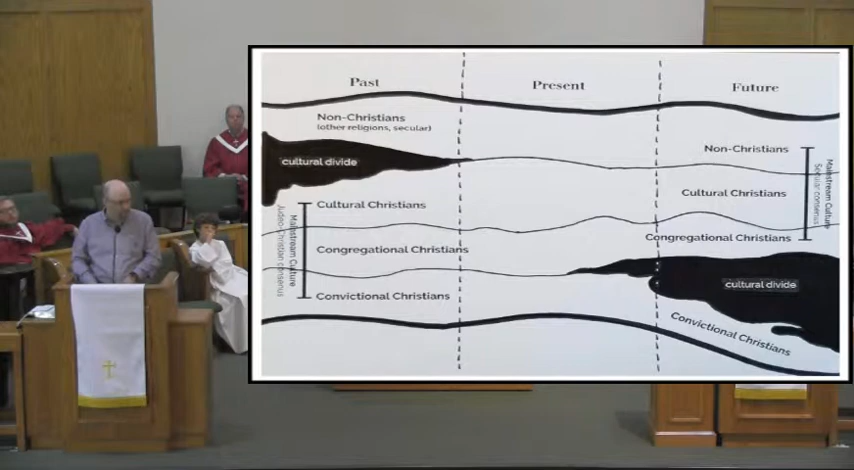 Past
Present
Future
Non-Christians
(other religions, secular)
cultural divide
Cultural Christians
Congregational Christians
Convictional Christians
Mainstream Culture
Judeo-Christian consensus
Non-Christians
Cultural Christians
Congregational Christians
Mainstream Culture
Secular consensus
cultural divide
Convictional Christians